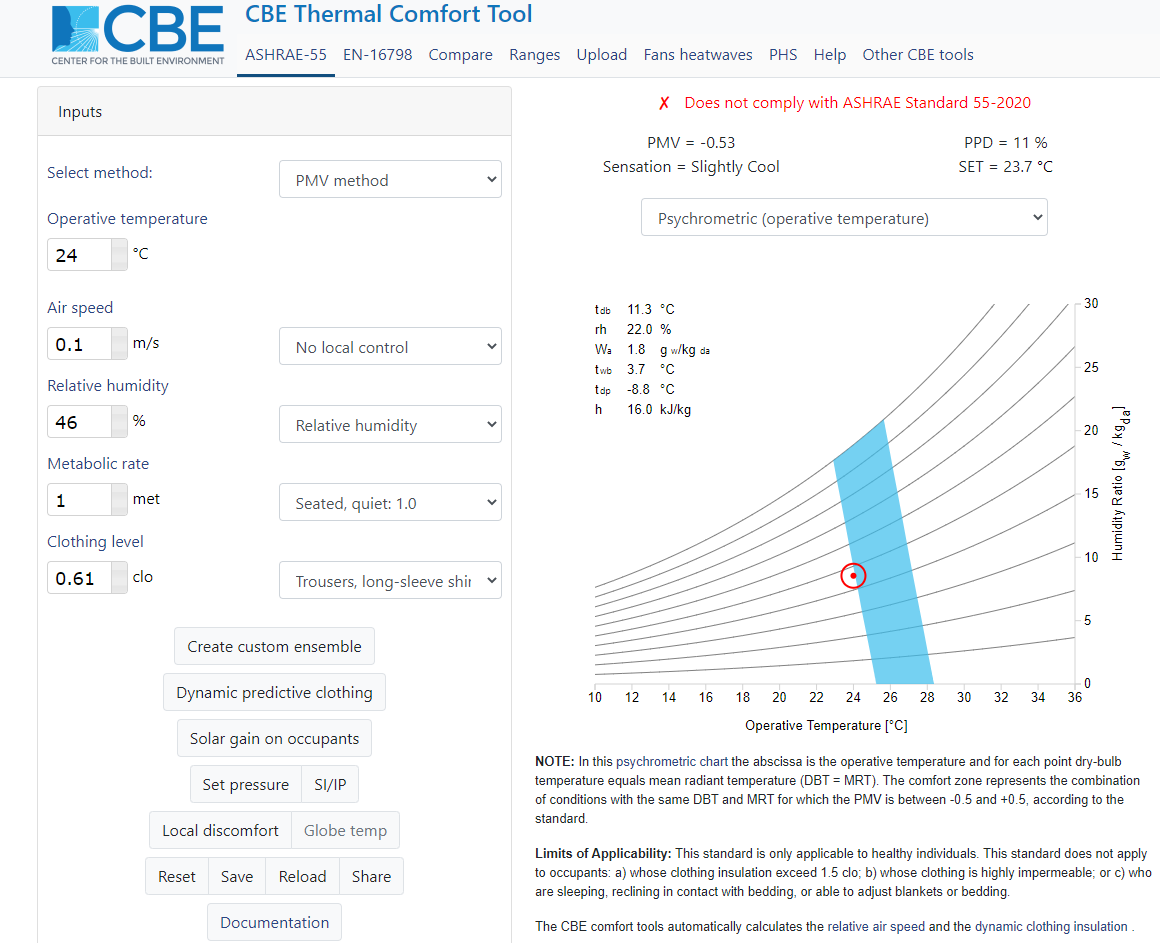 CBE
CENTER FOR THE BUILT ENVIRONMENT
CBE Thermal Comfort Tool
ASHRAE-55 EN-16798 Compare Ranges Upload Fans heatwaves PHS Help Other CBE tools
Inputs
Select method:
PMV method
Operative temperature
24 °C
Air speed
0.1 m/s
No local control
Relative humidity
46 %
Relative humidity
Metabolic rate
1 met
Seated, quiet: 1.0
Clothing level
0.61 clo
Trousers, long-sleeve shir
Create custom ensemble
Dynamic predictive clothing
Solar gain on occupants
Set pressure SI/IP
Local discomfort Globe temp
Reset Save Reload Share
Documentation
✗ Does not comply with ASHRAE Standard 55-2020
PMV = -0.53 PPD = 11 %
Sensation = Slightly Cool SET = 23.7 °C
Psychrometric (operative temperature)
tdb 11.3 °C
rh 22.0 %
Wa 1.8 g w/kg da
twb 3.7 °C
tdp -8.8 °C
h 16.0 kJ/kg
30
25
20
15
10
5
0
Humidity Ratio [gw / kgda]
10 12 14 16 18 20 22 24 26 28 30 32 34 36
Operative Temperature [°C]
NOTE: In this psychrometric chart the abscissa is the operative temperature and for each point dry-bulb
temperature equals mean radiant temperature (DBT = MRT). The comfort zone represents the combination
of conditions with the same DBT and MRT for which the PMV is between -0.5 and +0.5, according to the
standard.
Limits of Applicability: This standard is only applicable to healthy individuals. This standard does not apply
to occupants: a) whose clothing insulation exceed 1.5 clo; b) whose clothing is highly impermeable; or c) who
are sleeping, reclining in contact with bedding, or able to adjust blankets or bedding.
The CBE comfort tools automatically calculates the relative air speed and the dynamic clothing insulation .